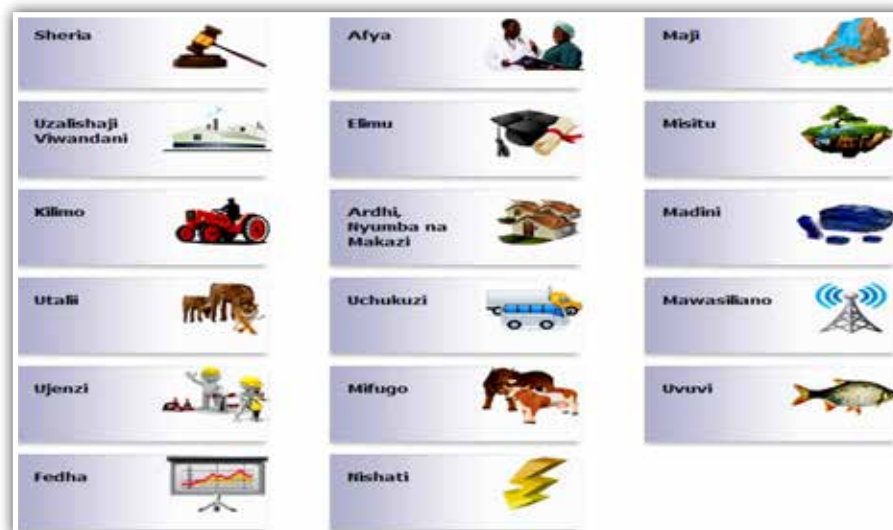 Sheria
Afya
Maji
Uzalishaji
Viwandani
Elimu
Misitu
Kilimo
Ardhi,
Nyumba na
Makazi
Madini
Utalii
Uchukuzi
Mawasiliano
Ujenzi
Mifugo
Uvuvi
Fedha
Nishati